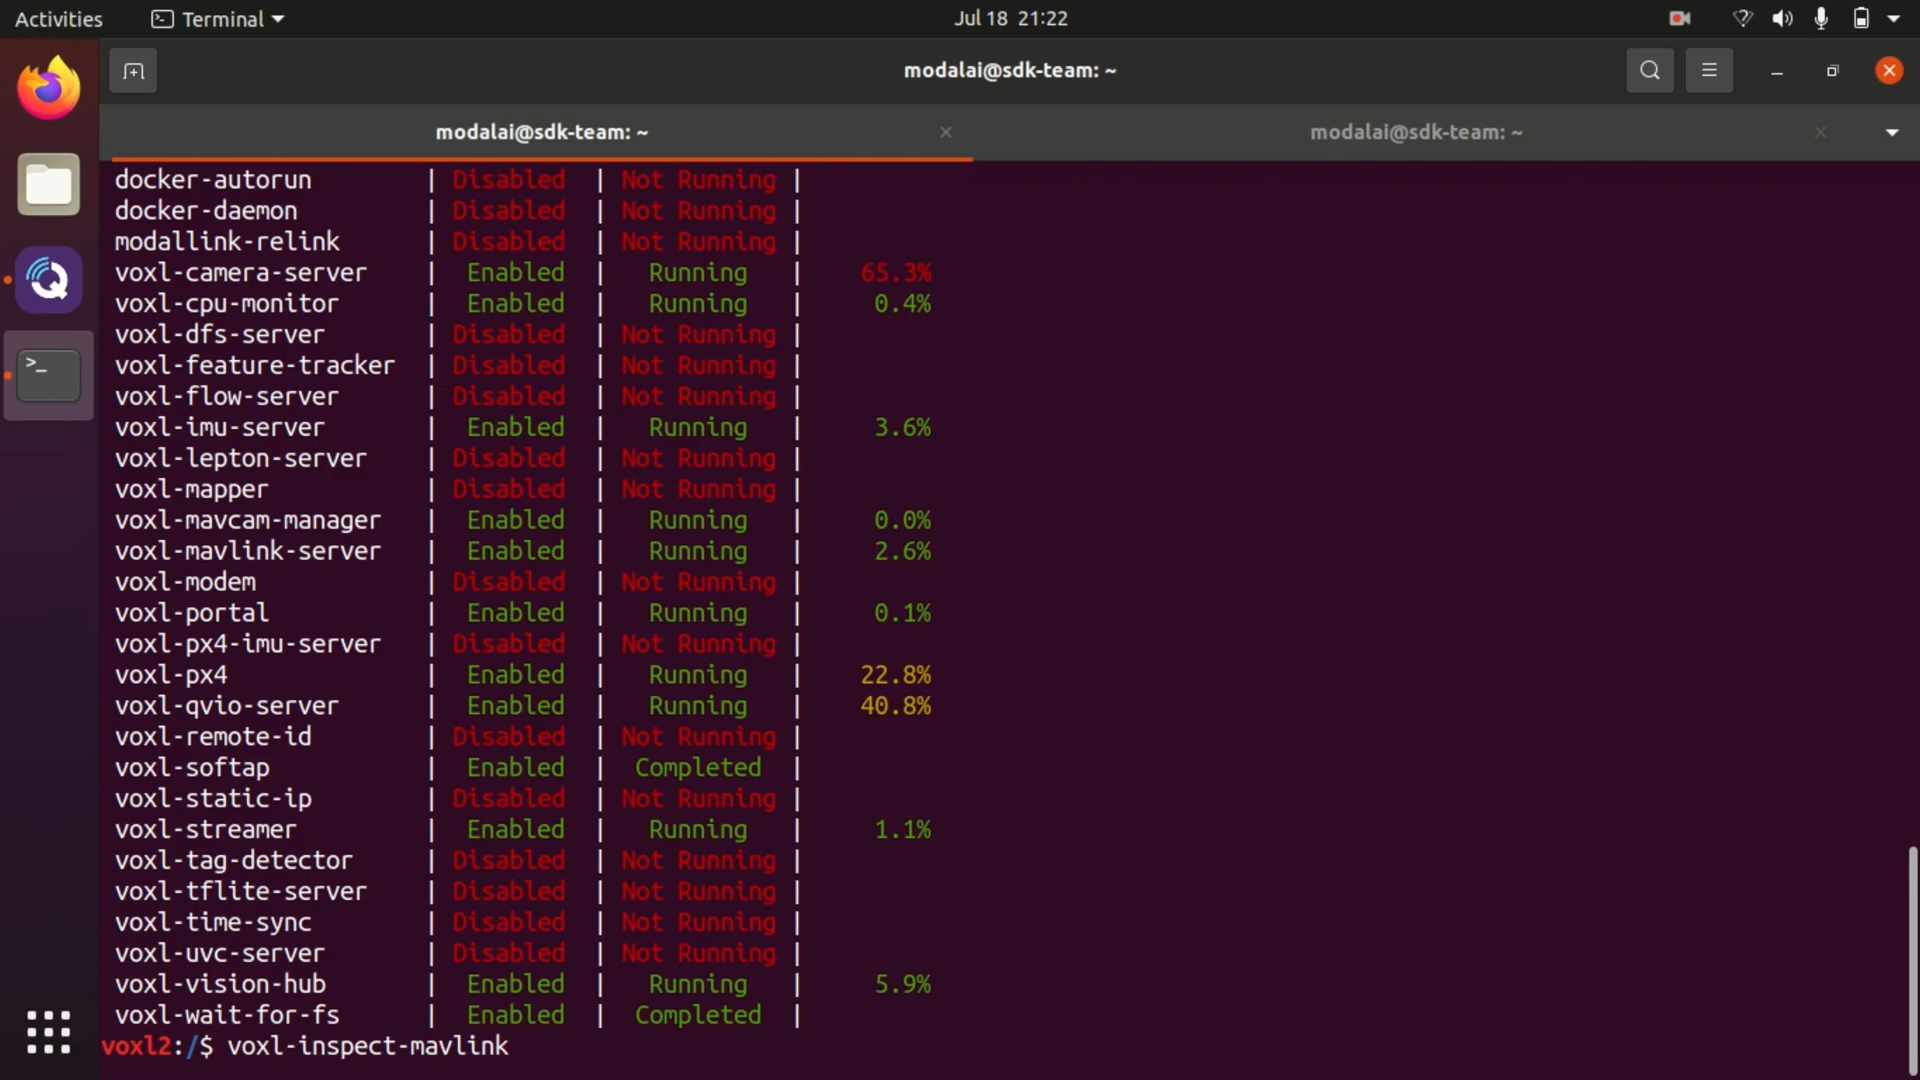 Activities Terminal Jul 18 21:22
modalai@sdk-team: ~
modalai@sdk-team: ~ modalai@sdk-team: ~
docker-autorun | Disabled | Not Running |
docker-daemon | Disabled | Not Running |
modallink-relink | Disabled | Not Running |
voxl-camera-server | Enabled | Running | 65.3%
voxl-cpu-monitor | Enabled | Running | 0.4%
voxl-dfs-server | Disabled | Not Running |
voxl-feature-tracker | Disabled | Not Running |
voxl-flow-server | Disabled | Not Running |
voxl-imu-server | Enabled | Running | 3.6%
voxl-lepton-server | Disabled | Not Running |
voxl-mapper | Disabled | Not Running |
voxl-mavcam-manager | Enabled | Running | 0.0%
voxl-mavlink-server | Enabled | Running | 2.6%
voxl-modem | Disabled | Not Running |
voxl-portal | Enabled | Running | 0.1%
voxl-px4-imu-server | Disabled | Not Running |
voxl-px4 | Enabled | Running | 22.8%
voxl-qvio-server | Enabled | Running | 40.8%
voxl-remote-id | Disabled | Not Running |
voxl-softap | Enabled | Completed |
voxl-static-ip | Disabled | Not Running |
voxl-streamer | Enabled | Running | 1.1%
voxl-tag-detector | Disabled | Not Running |
voxl-tflite-server | Disabled | Not Running |
voxl-time-sync | Disabled | Not Running |
voxl-uvc-server | Disabled | Not Running |
voxl-vision-hub | Enabled | Running | 5.9%
voxl-wait-for-fs | Enabled | Completed |
voxl2:/$ voxl-inspect-mavlink